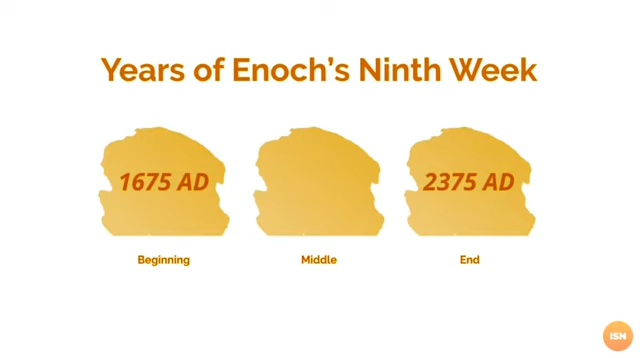 Years of Enoch's Ninth Week
1675 AD
2375 AD
Beginning
Middle
End
ISN